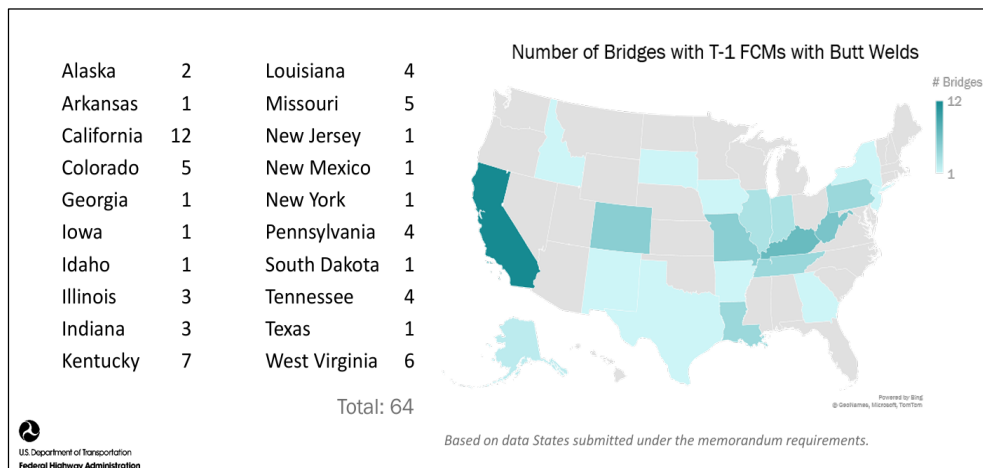 Number of Bridges with T-1 FCMs with Butt Welds
Alaska 2
Arkansas 1
California 12
Colorado 5
Georgia 1
Iowa 1
Idaho 1
Illinois 3
Indiana 3
Kentucky 7
Louisiana 4
Missouri 5
New Jersey 1
New Mexico 1
New York 1
Pennsylvania 4
South Dakota 1
Tennessee 4
Texas 1
West Virginia 6
Total: 64
# Bridges
12
1
Powered by Bing
© GeoNames, Microsoft, TomTom
Based on data States submitted under the memorandum requirements.
U.S. Department of Transportation
Federal Highway Administration